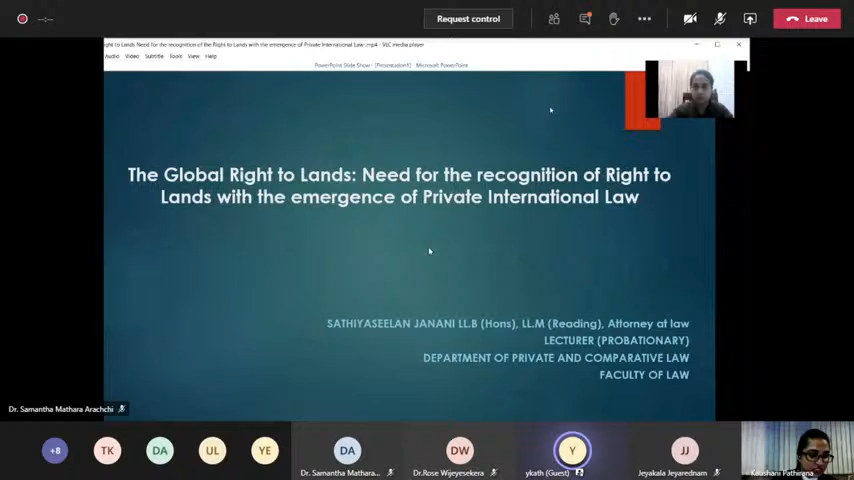 --:--
Request control
Leave
ght to Lands Need for the recognition of the Right to Lands with the emergence of Private International Law .mp4 - VLC media player
Audio Video Subtitle Tools View Help
PowerPoint Slide Show - [Presentation1] Microsoft PowerPoint
The Global Right to Lands: Need for the recognition of Right to
Lands with the emergence of Private International Law
SATHIYASEELAN JANANI LL.B (Hons), LL.M (Reading), Attorney at law
LECTURER (PROBATIONARY)
DEPARTMENT OF PRIVATE AND COMPARATIVE LAW
FACULTY OF LAW
Dr. Samantha Mathara Arachchi
+8 TK DA UL YE DA DW Y JJ
Dr. Samantha Mathara... Dr.Rose Wijeyesekera ykath (Guest) Jeyakala Jeyarednam Kaushani Pathirana